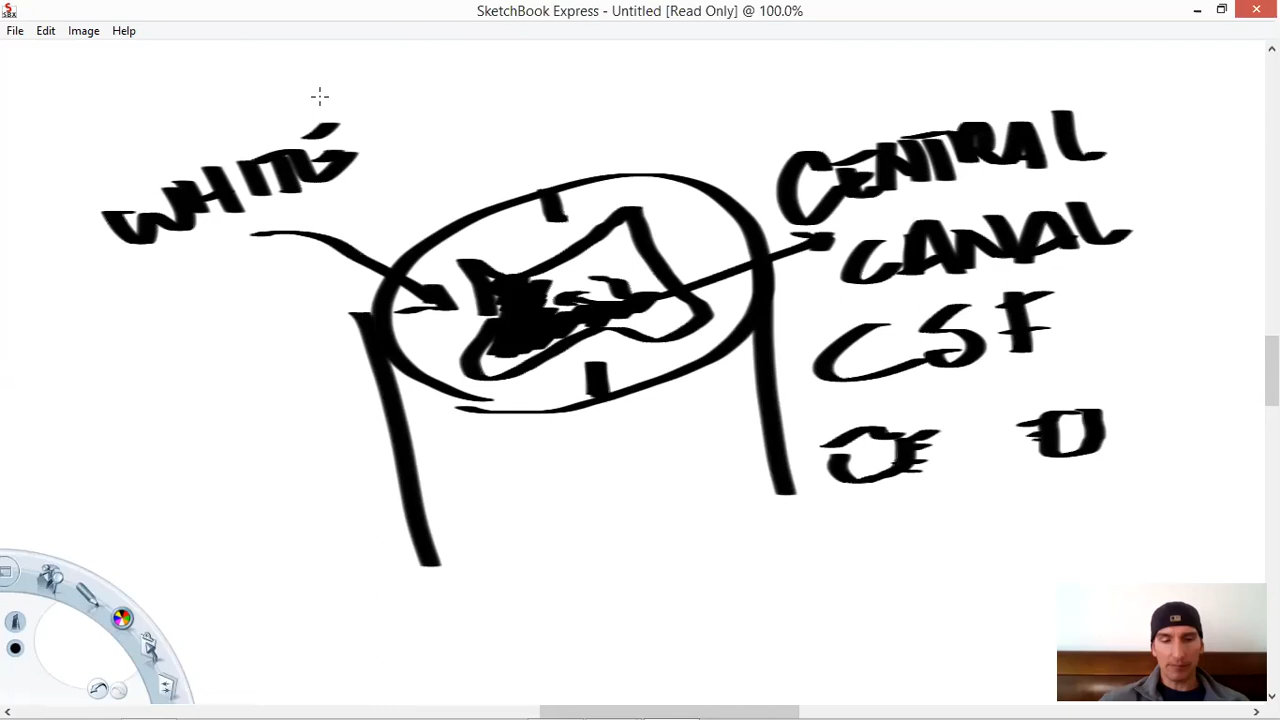 SketchBook Express - Untitled [Read Only] @ 100.0%
File Edit Image Help
WHITE
CENTRAL
CANAL
CSF